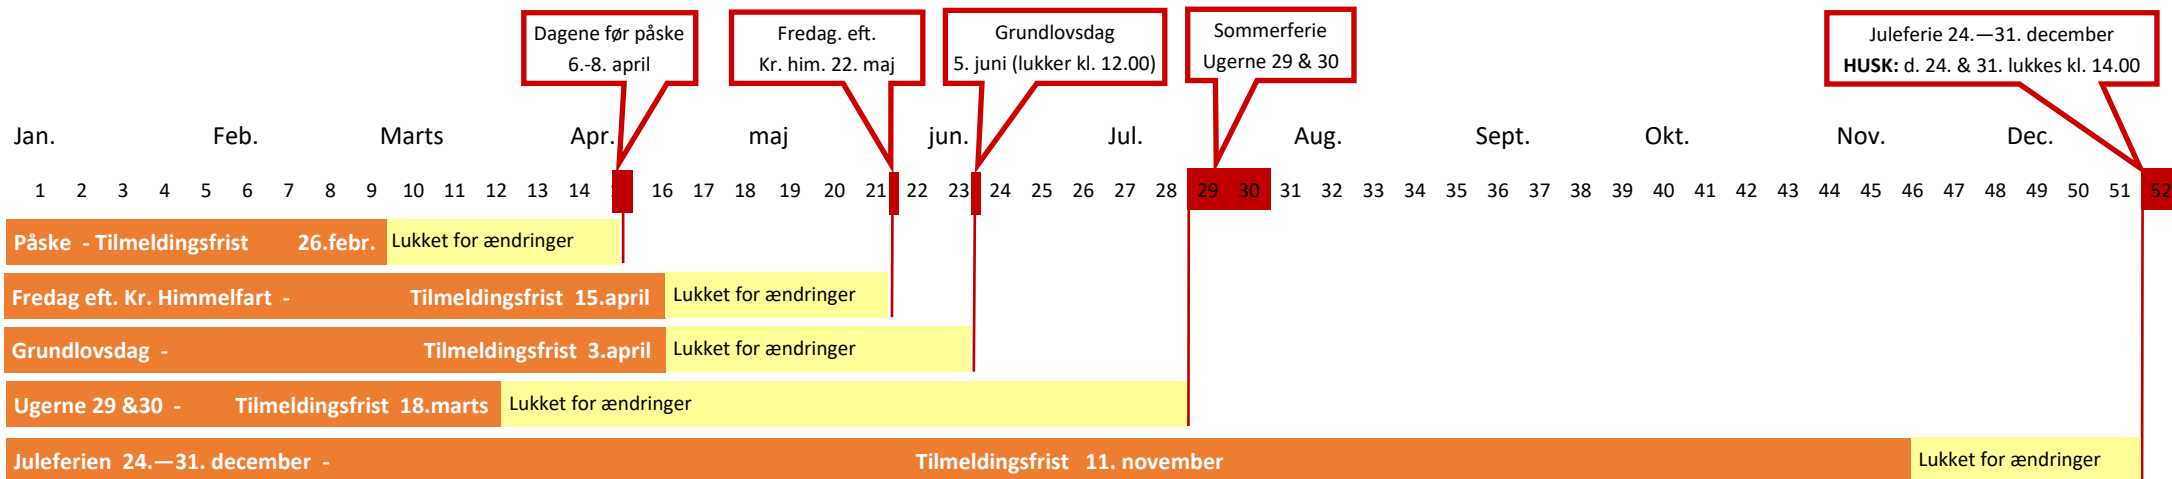 Dagene før påske
6.-8. april
Fredag. eft.
Kr. him. 22. maj
Grundlovsdag
5. juni (lukker kl. 12.00)
Sommerferie
Ugerne 29 & 30
Juleferie 24.—31. december
HUSK: d. 24. & 31. lukkes kl. 14.00
Jan. Feb. Marts Apr. maj jun. Jul. Aug. Sept. Okt. Nov. Dec.
1 2 3 4 5 6 7 8 9 10 11 12 13 14 16 17 18 19 20 21 22 23 24 25 26 27 28 29 30 31 32 33 34 35 36 37 38 39 40 41 42 43 44 45 46 47 48 49 50 51 52
Påske - Tilmeldingsfrist 26.febr. Lukket for ændringer
Fredag eft. Kr. Himmelfart - Tilmeldingsfrist 15.april Lukket for ændringer
Grundlovsdag - Tilmeldingsfrist 3.april Lukket for ændringer
Ugerne 29 &30 - Tilmeldingsfrist 18.marts Lukket for ændringer
Juleferien 24.—31. december - Tilmeldingsfrist 11. november Lukket for ændringer